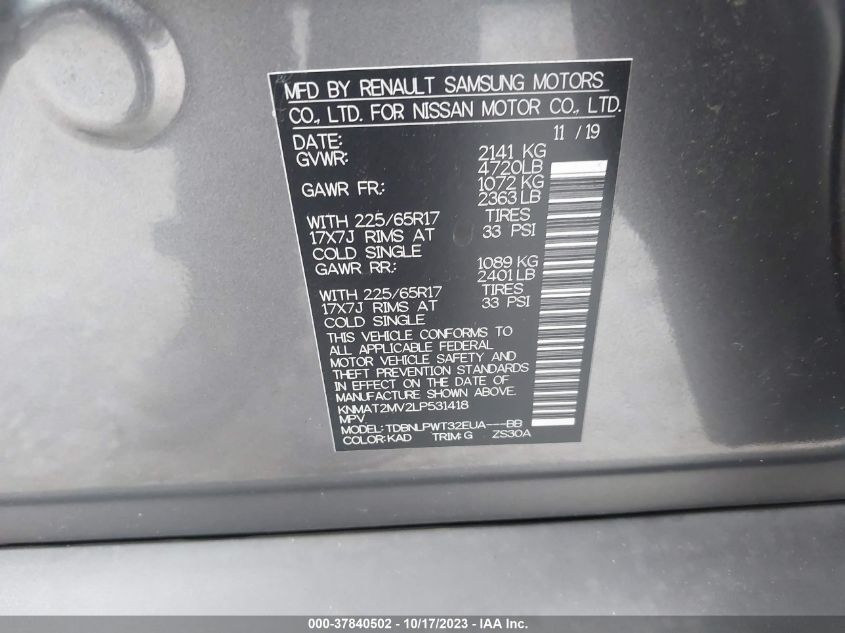 MFD BY RENAULT SAMSUNG MOTORS
CO., LTD. FOR NISSAN MOTOR CO., LTD.
DATE: 11 / 19
GVWR: 2141 KG
4720LB
GAWR FR: 1072 KG
2363 LB
WITH 225/65R17 TIRES
17X7J RIMS AT 33 PSI
COLD SINGLE
GAWR RR: 1089 KG
2401 LB
WITH 225/65R17 TIRES
17X7J RIMS AT 33 PSI
COLD SINGLE
THIS VEHICLE CONFORMS TO
ALL APPLICABLE FEDERAL
MOTOR VEHICLE SAFETY AND
THEFT PREVENTION STANDARDS
IN EFFECT ON THE DATE OF
MANUFACTURE SHOWN ABOVE.
KNMAT2MV2LP531418
MPV
MODEL: TDBNLPWT32EUA---BB
COLOR: KAD TRIM: G ZS30A
000-37840502 - 10/17/2023 - IAA Inc.